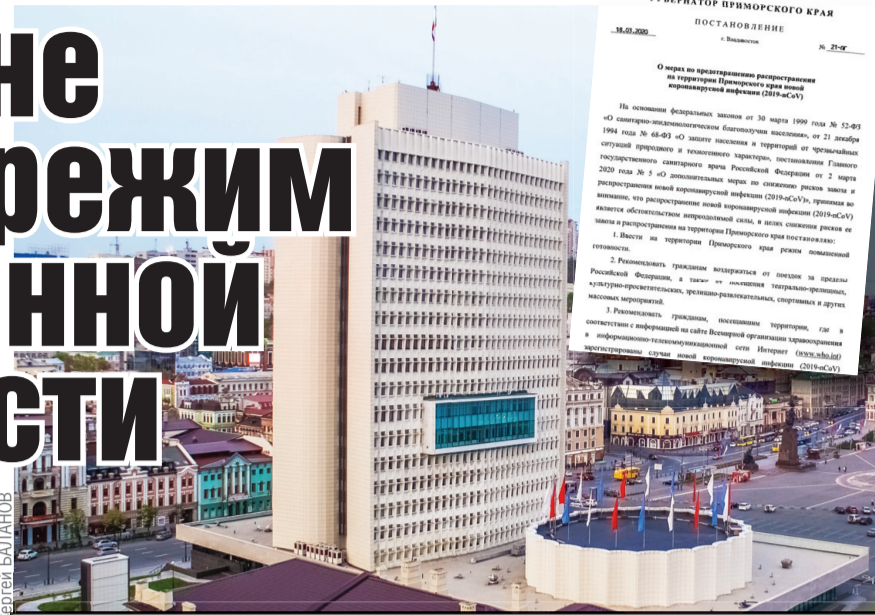 не
режим
нной
сти
ергей БАЛАНОВ
ГУБЕРНАТОР ПРИМОРСКОГО КРАЯ
ПОСТАНОВЛЕНИЕ
18.03.2020
г. Владивосток
№ 21-пг
О мерах по предотвращению распространения
на территории Приморского края новой
коронавирусной инфекции (2019-nCoV)
На основании федеральных законов от 30 марта 1999 года № 52-ФЗ
«О санитарно-эпидемиологическом благополучии населения», от 21 декабря
1994 года № 68-ФЗ «О защите населения и территорий от чрезвычайных
ситуаций природного и техногенного характера», постановления Главного
государственного санитарного врача Российской Федерации от 2 марта
2020 года № 5 «О дополнительных мерах по снижению рисков завоза и
распространения новой коронавирусной инфекции (2019-nCoV)», принимая во
внимание, что распространение новой коронавирусной инфекции (2019-nCoV)
является обстоятельством непреодолимой силы, в целях снижения рисков ее
завоза и распространения на территории Приморского края постановляю:
1. Ввести на территории Приморского края режим повышенной
готовности.
2. Рекомендовать гражданам воздержаться от поездок за пределы
Российской Федерации, а также от посещения театрально-зрелищных,
культурно-просветительских, зрелищно-развлекательных, спортивных и других
массовых мероприятий.
3. Рекомендовать гражданам, посещавшим территории, где в
соответствии с информацией на сайте Всемирной организации здравоохранения
в информационно-телекоммуникационной сети Интернет (www.who.int)
зарегистрированы случаи новой коронавирусной инфекции (2019-nCoV)